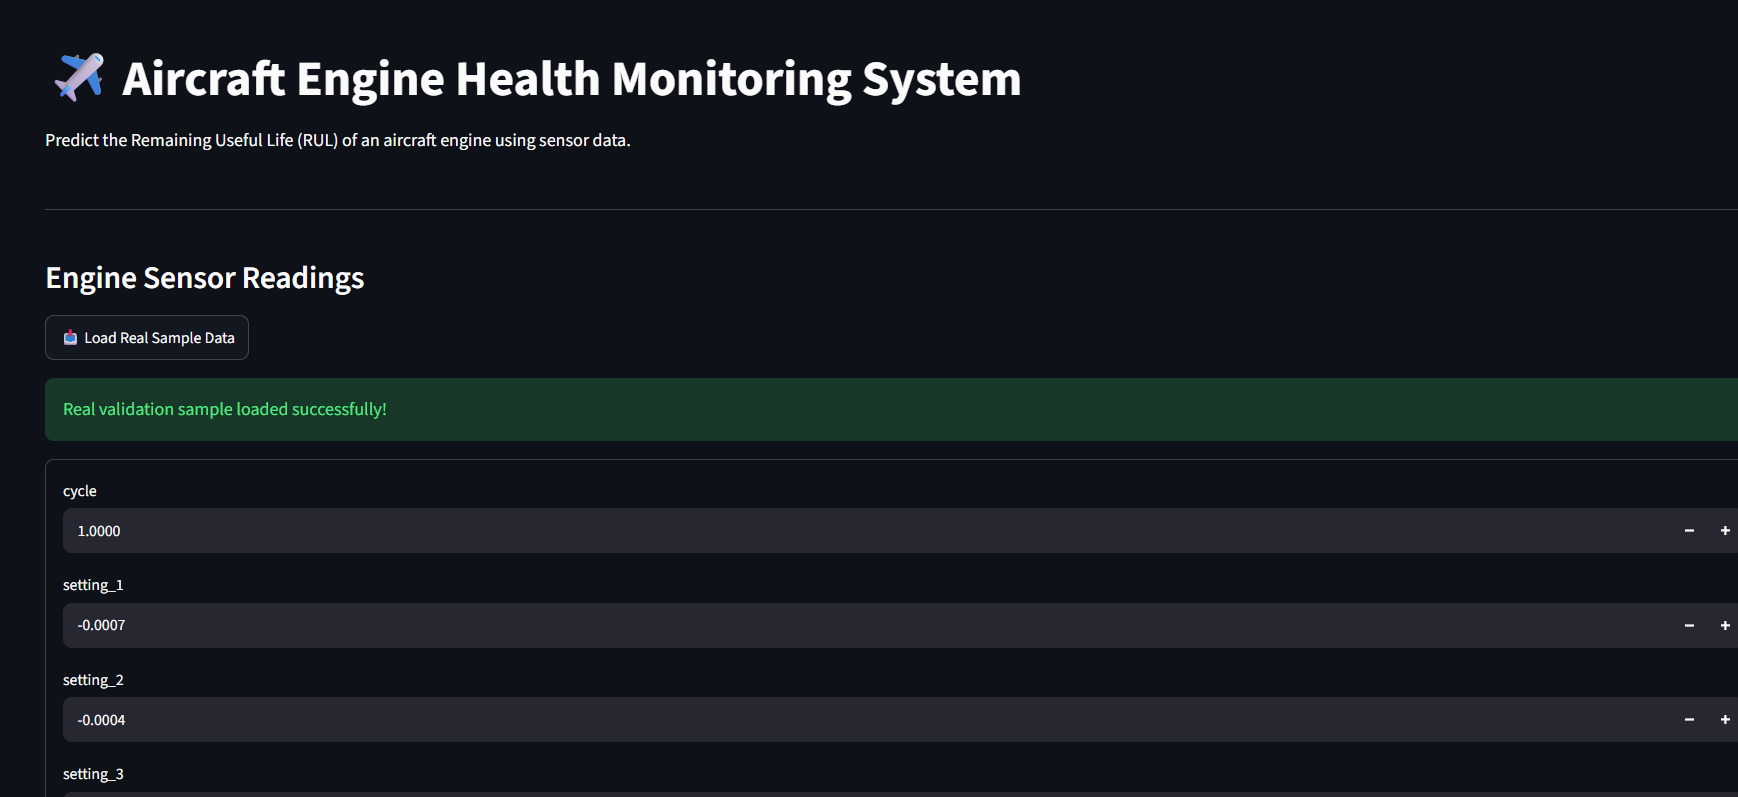 Aircraft Engine Health Monitoring System
Predict the Remaining Useful Life (RUL) of an aircraft engine using sensor data.
Engine Sensor Readings
Load Real Sample Data
Real validation sample loaded successfully!
cycle
1.0000
setting_1
-0.0007
setting_2
-0.0004
setting_3